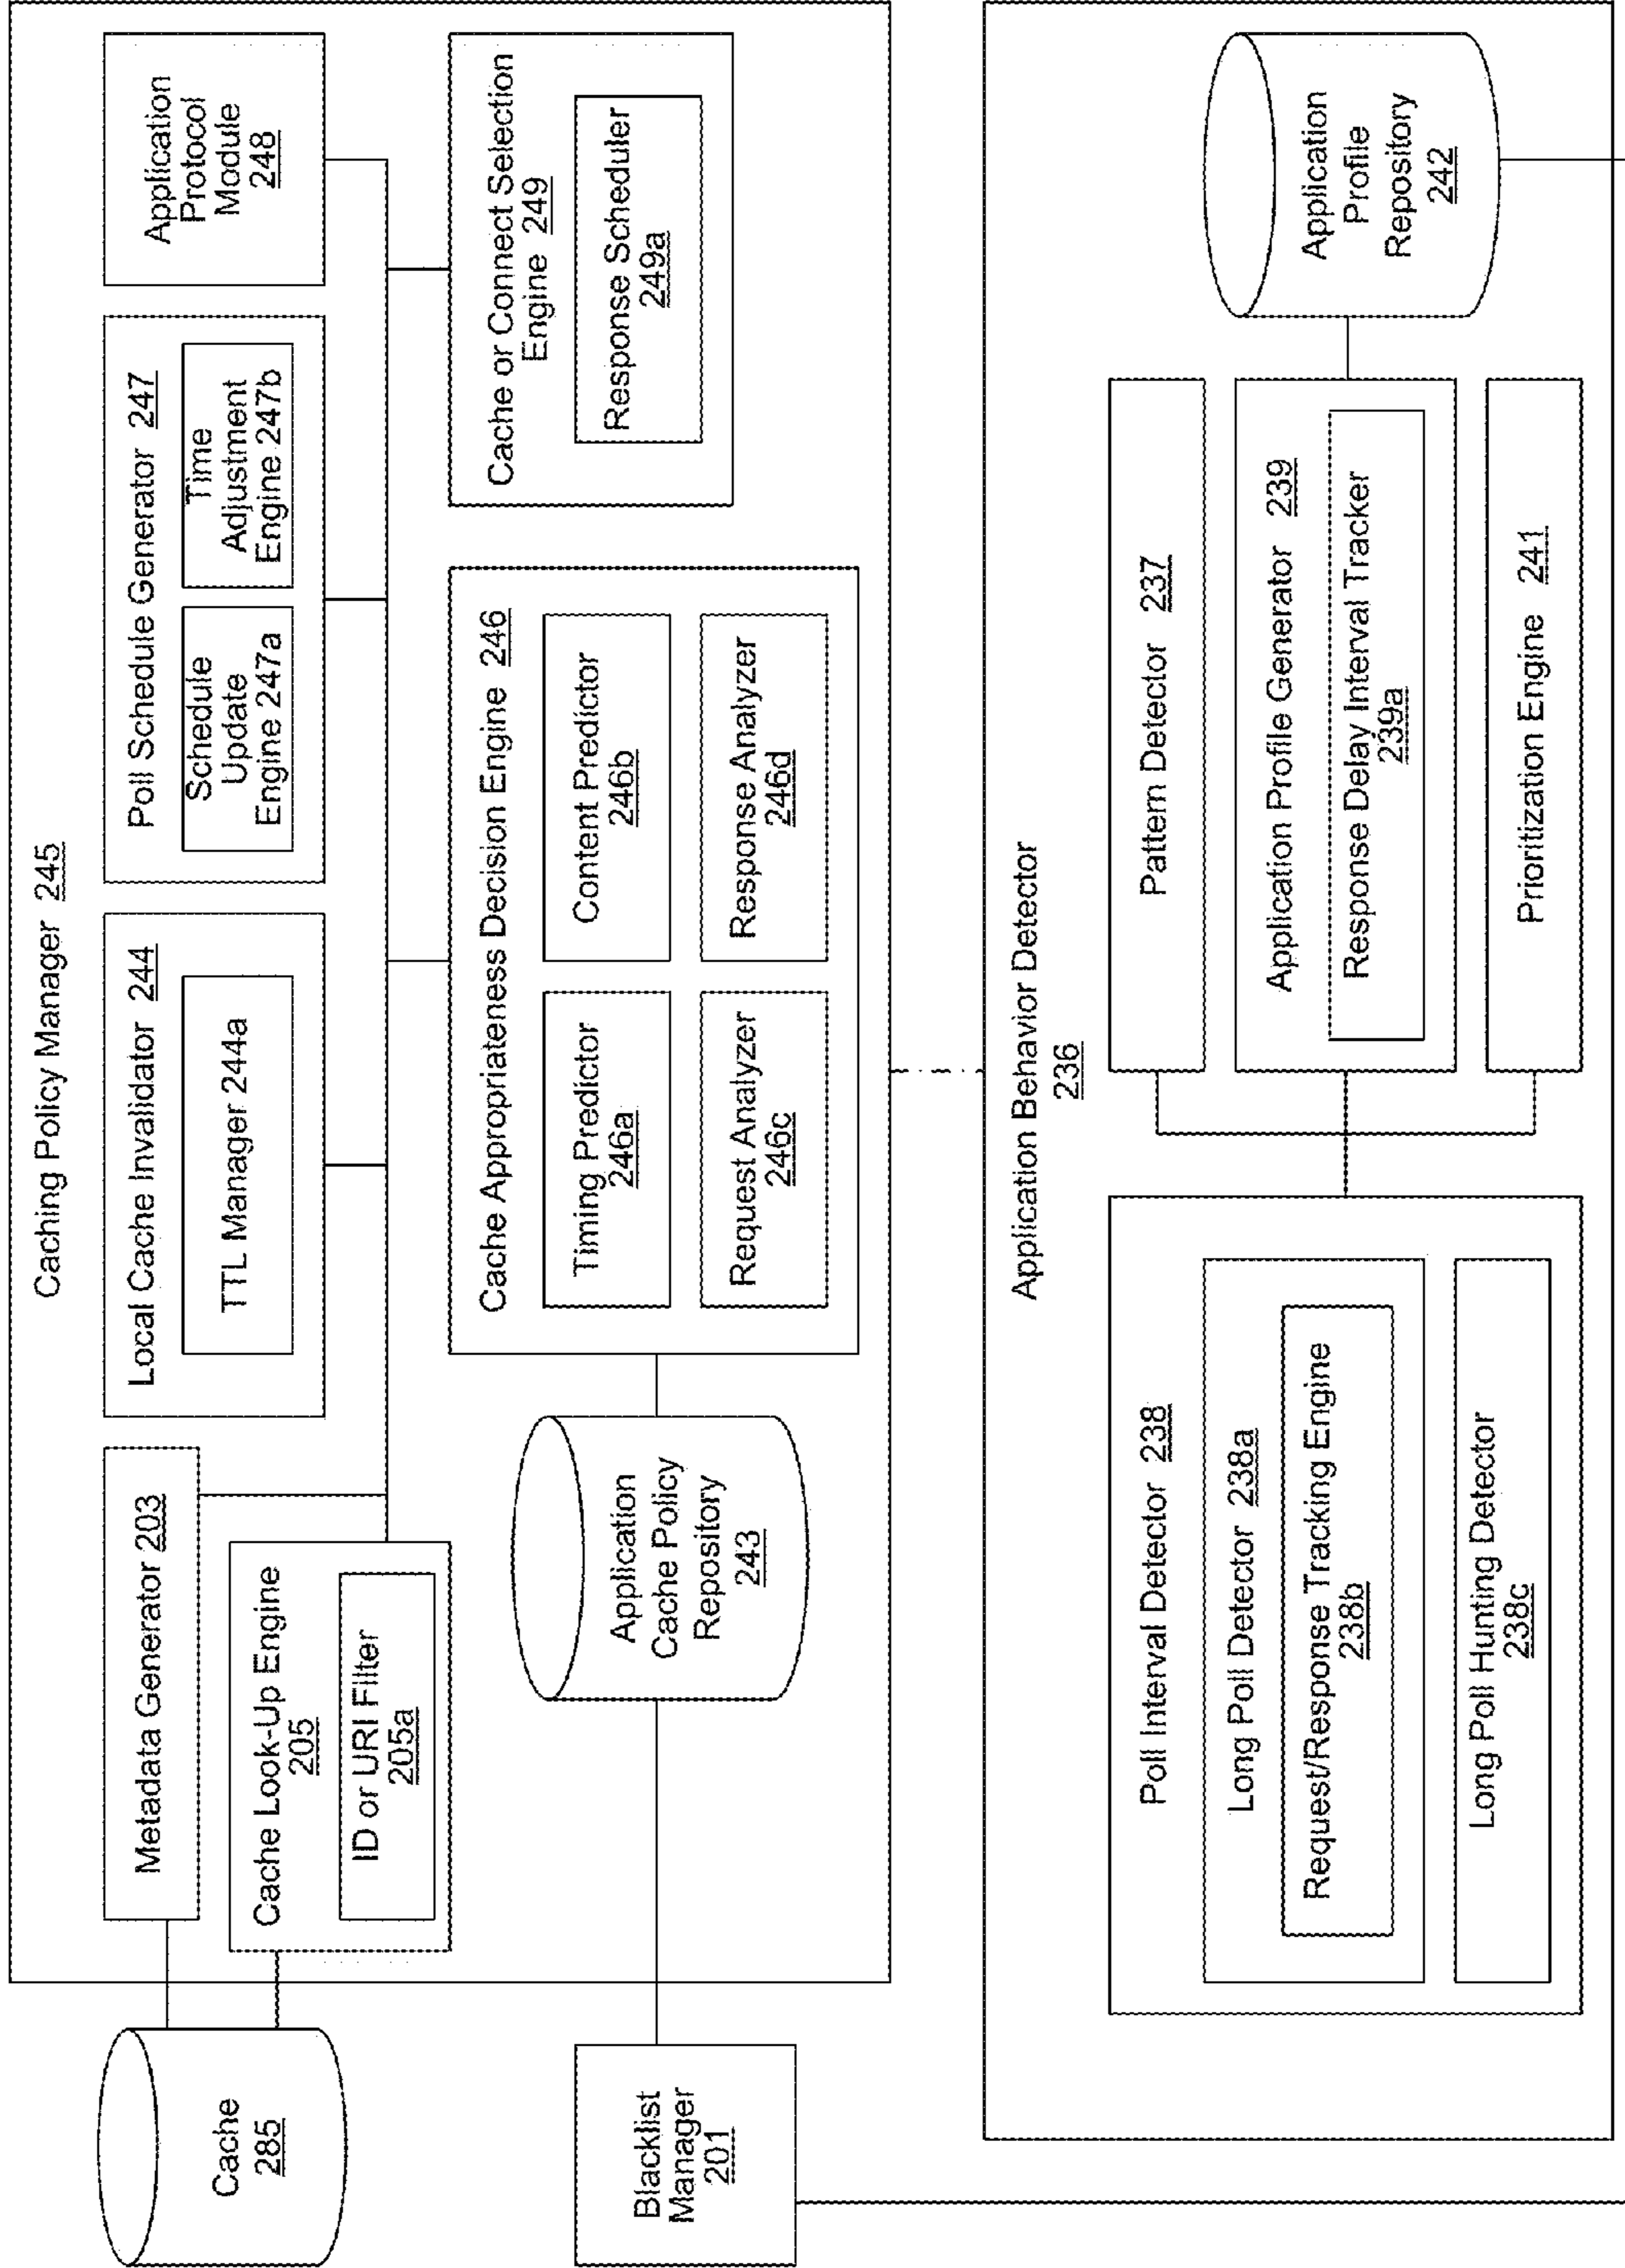 Caching Policy Manager 245
Cache
285
Metadata Generator 203
Cache Look-Up Engine
205
ID or URI Filter
205a
Local Cache Invalidator 244
TTL Manager 244a
Poll Schedule Generator 247
Schedule
Update
Engine 247a
Time
Adjustment
Engine 247b
Application
Protocol
Module
248
Blacklist
Manager
201
Application
Cache Policy
Repository
243
Cache Appropriateness Decision Engine 246
Timing Predictor
246a
Content Predictor
246b
Request Analyzer
246c
Response Analyzer
246d
Cache or Connect Selection
Engine 249
Response Scheduler
249a
Application Behavior Detector
236
Poll Interval Detector 238
Long Poll Detector 238a
Request/Response Tracking Engine
238b
Long Poll Hunting Detector
238c
Pattern Detector 237
Application Profile Generator 239
Response Delay Interval Tracker
239a
Prioritization Engine 241
Application
Profile
Repository
242